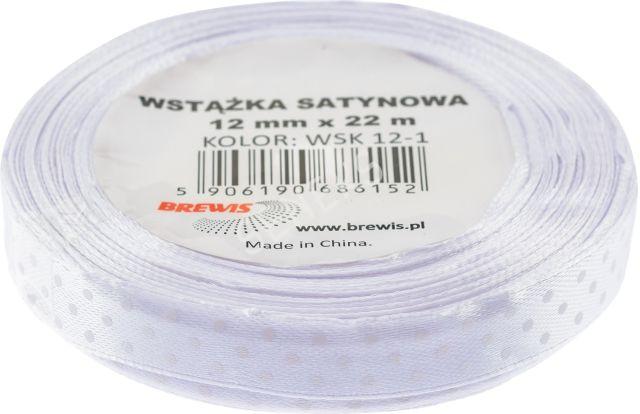 WSTĄŻKA SATYNOWA
12 mm x 22 m
KOLOR: WSK 12-1
5 906190 686152
BREWIS
www.brewis.pl
Made in China.